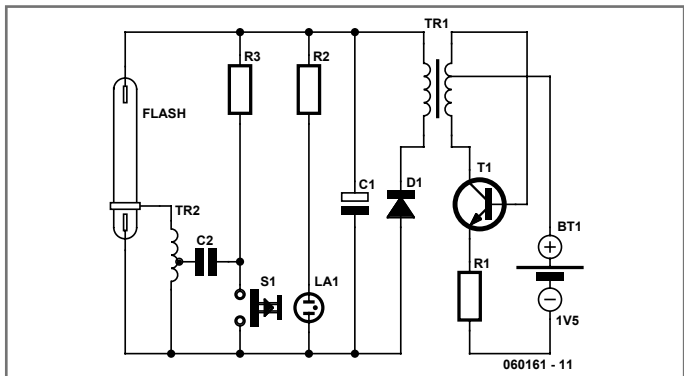 TR1
R3
R2
FLASH
T1
C1
D1
TR2
C2
BT1
S1
LA1
R1
+
−
1V5
060161 - 11